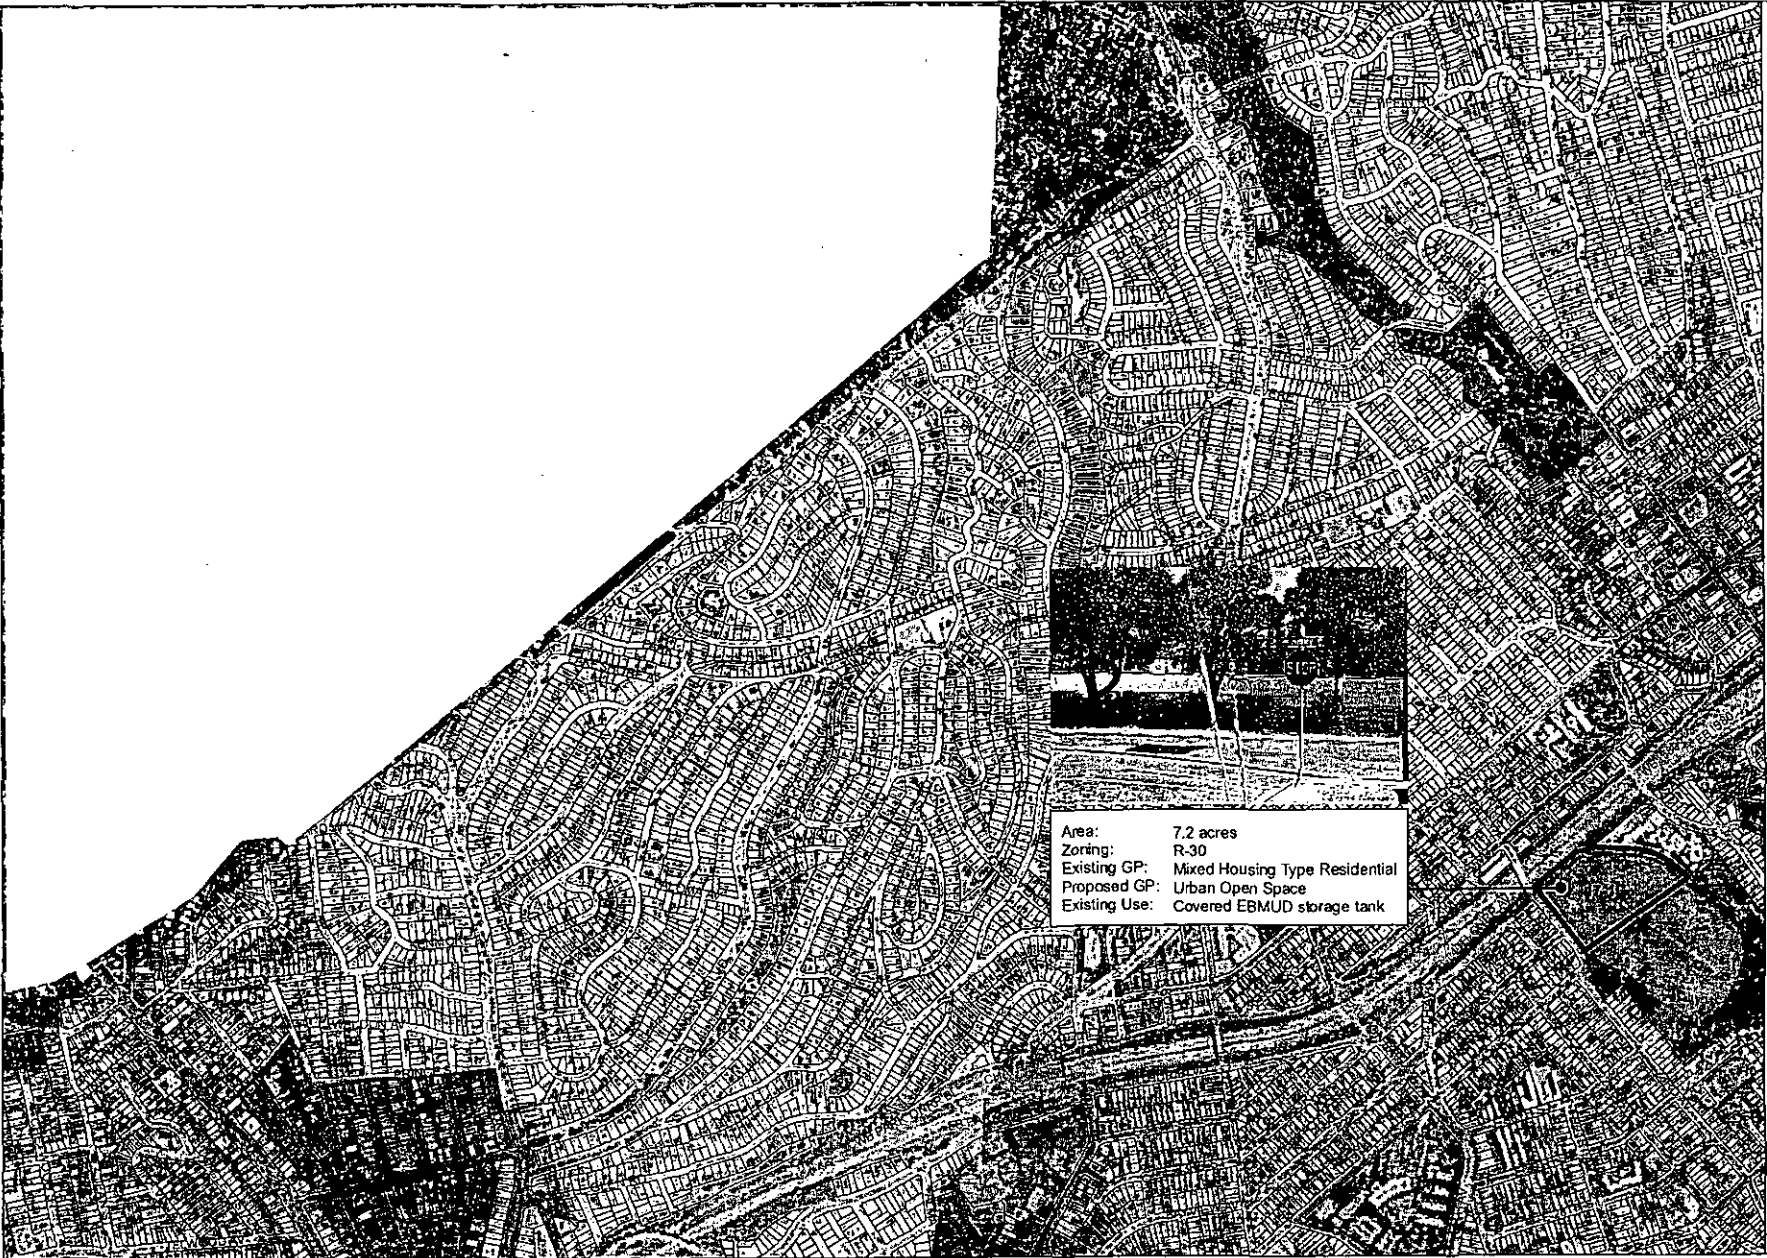 STOP
Area: 7.2 acres
Zoning: R-30
Existing GP: Mixed Housing Type Residential
Proposed GP: Urban Open Space
Existing Use: Covered EBMUD storage tank